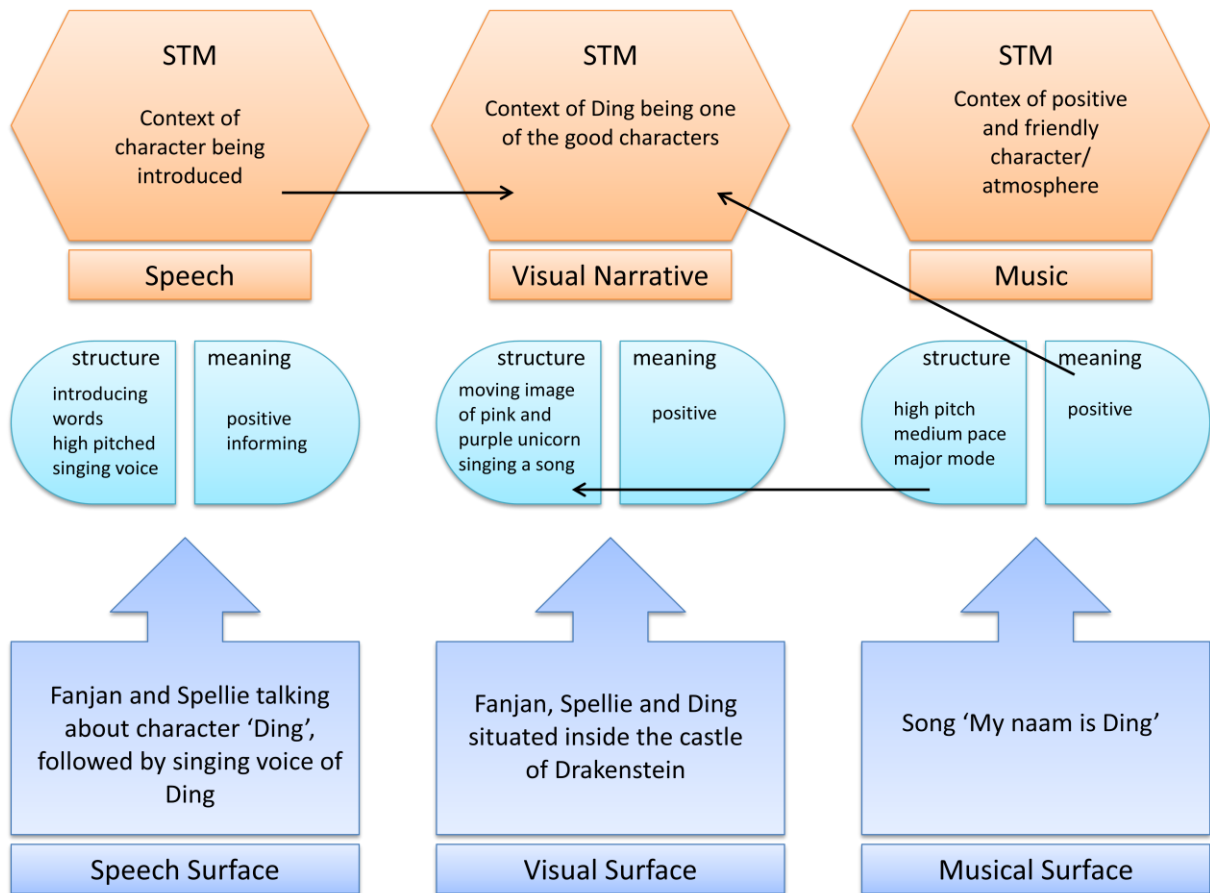 STM
Context of
character being
introduced
STM
Context of Ding being one
of the good characters
STM
Contex of positive
and friendly
character/
atmosphere
Speech
Visual Narrative
Music
structure
introducing
words
high pitched
singing voice
meaning
positive
informing
structure
moving image
of pink and
purple unicorn
singing a song
meaning
positive
structure
high pitch
medium pace
major mode
meaning
positive
Fanjan and Spellie talking
about character ‘Ding’,
followed by singing voice of
Ding
Fanjan, Spellie and Ding
situated inside the castle
of Drakenstein
Song ‘My naam is Ding’
Speech Surface
Visual Surface
Musical Surface